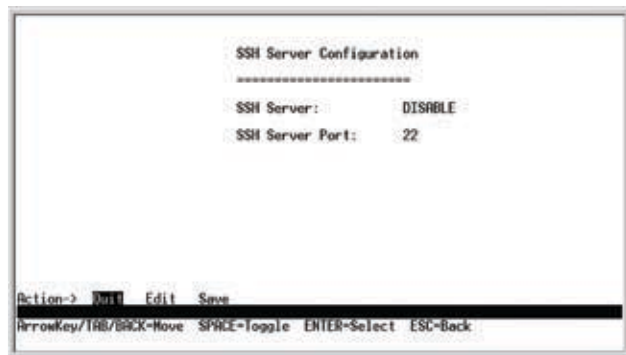 SSH Server Configuration
=======================
SSH Server: DISABLE
SSH Server Port: 22
Action-> Quit Edit Save
ArrowKey/TAB/BACK=Move SPACE=Toggle ENTER=Select ESC=Back